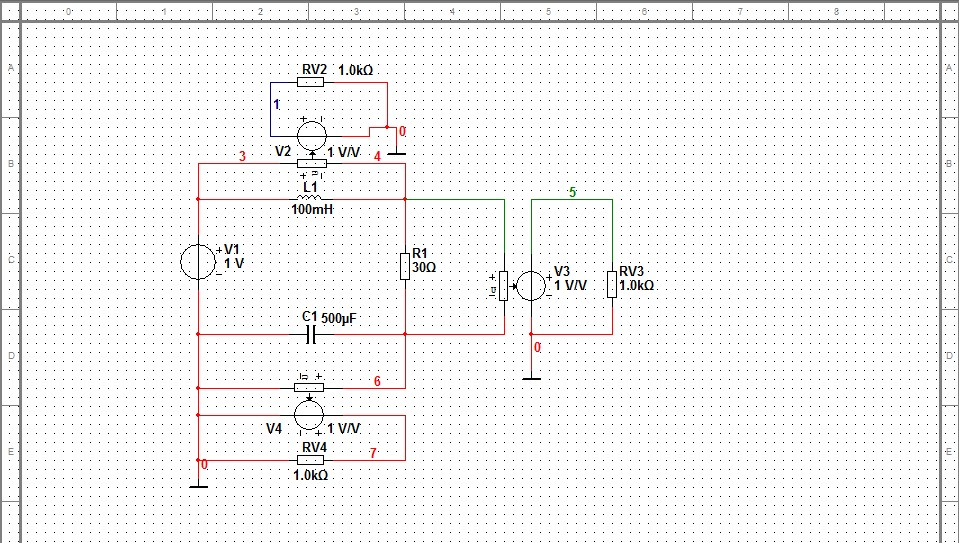 0 1 2 3 4 5 6 7 8
A A
RV2 1.0kΩ
1
+ -
0
V2 1 V/V
B B
3 4
+ u -
L1
100mH
5
C C
+ V1
1 V
-
R1
30Ω
+
u
-
V3
+ 1 V/V
-
RV3
1.0kΩ
C1 500µF
0
D D
- u +
6
V4 1 V/V
- +
RV4
7
E E
0
1.0kΩ